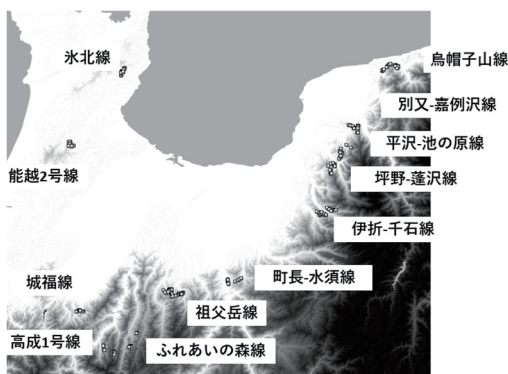 氷北線
烏帽子山線
別又-嘉例沢線
平沢-池の原線
能越2号線
坪野-蓬沢線
伊折-千石線
城福線
町長-水須線
祖父岳線
高成1号線
ふれあいの森線